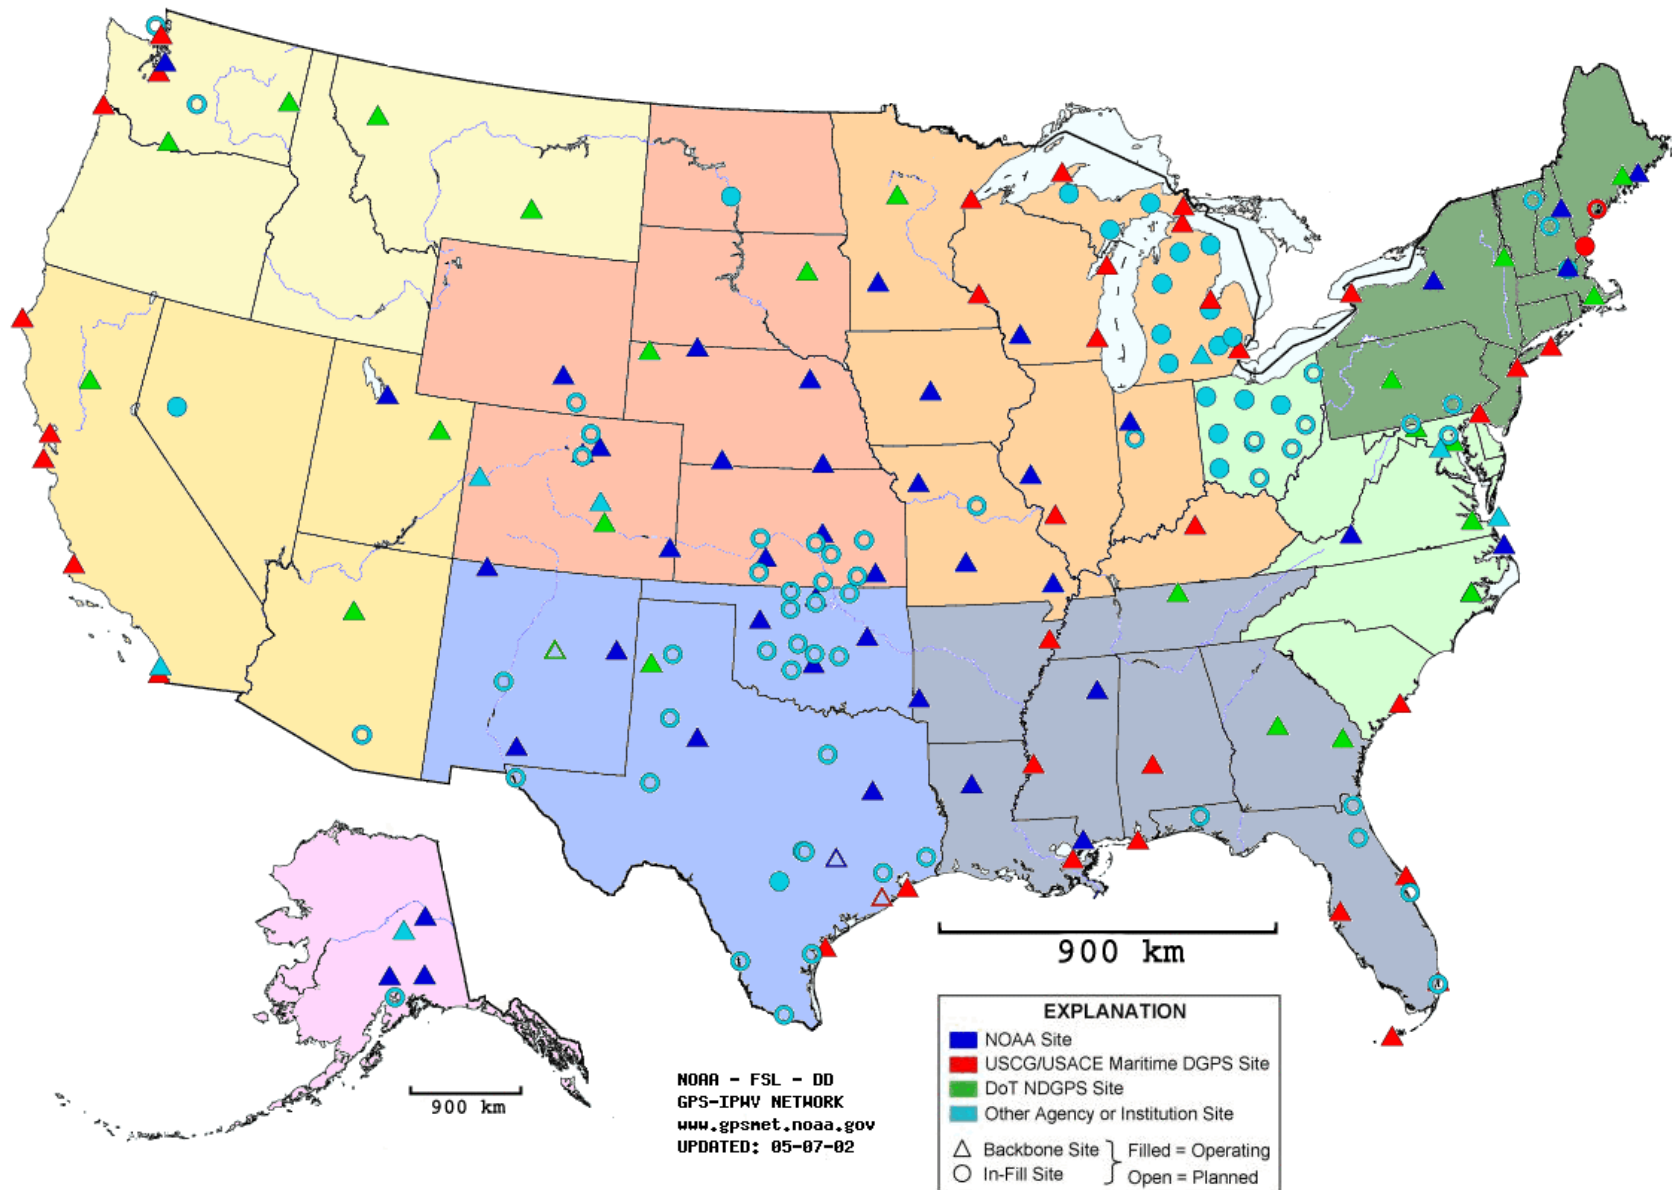 900 km
900 km
NOAA - FSL - DD
GPS-IPWV NETWORK
www.gpsmet.noaa.gov
UPDATED: 05-07-02
EXPLANATION
NOAA Site
USCG/USACE Maritime DGPS Site
DoT NDGPS Site
Other Agency or Institution Site
Backbone Site
Filled = Operating
In-Fill Site
Open = Planned